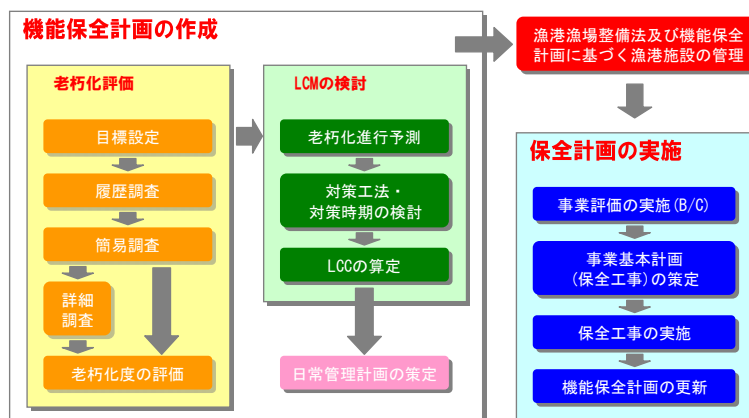 機能保全計画の作成
老朽化評価
目標設定
履歴調査
簡易調査
詳細
調査
老朽化度の評価
LCMの検討
老朽化進行予測
対策工法・
対策時期の検討
LCCの算定
日常管理計画の策定
漁港漁場整備法及び機能保全
計画に基づく漁港施設の管理
保全計画の実施
事業評価の実施(B/C)
事業基本計画
(保全工事)の策定
保全工事の実施
機能保全計画の更新